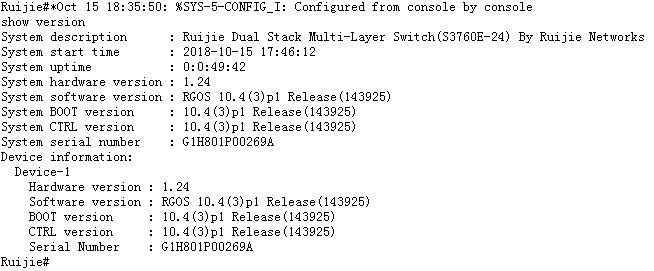 Ruijie#*Oct 15 18:35:50: %SYS-5-CONFIG_I: Configured from console by console
show version
System description : Ruijie Dual Stack Multi-Layer Switch(S3760E-24) By Ruijie Networks
System start time : 2018-10-15 17:46:12
System uptime : 0:0:49:42
System hardware version : 1.24
System software version : RGOS 10.4(3)p1 Release(143925)
System BOOT version : 10.4(3)p1 Release(143925)
System CTRL version : 10.4(3)p1 Release(143925)
System serial number : G1H801P00269A
Device information:
Device-1
Hardware version : 1.24
Software version : RGOS 10.4(3)p1 Release(143925)
BOOT version : 10.4(3)p1 Release(143925)
CTRL version : 10.4(3)p1 Release(143925)
Serial Number : G1H801P00269A
Ruijie#